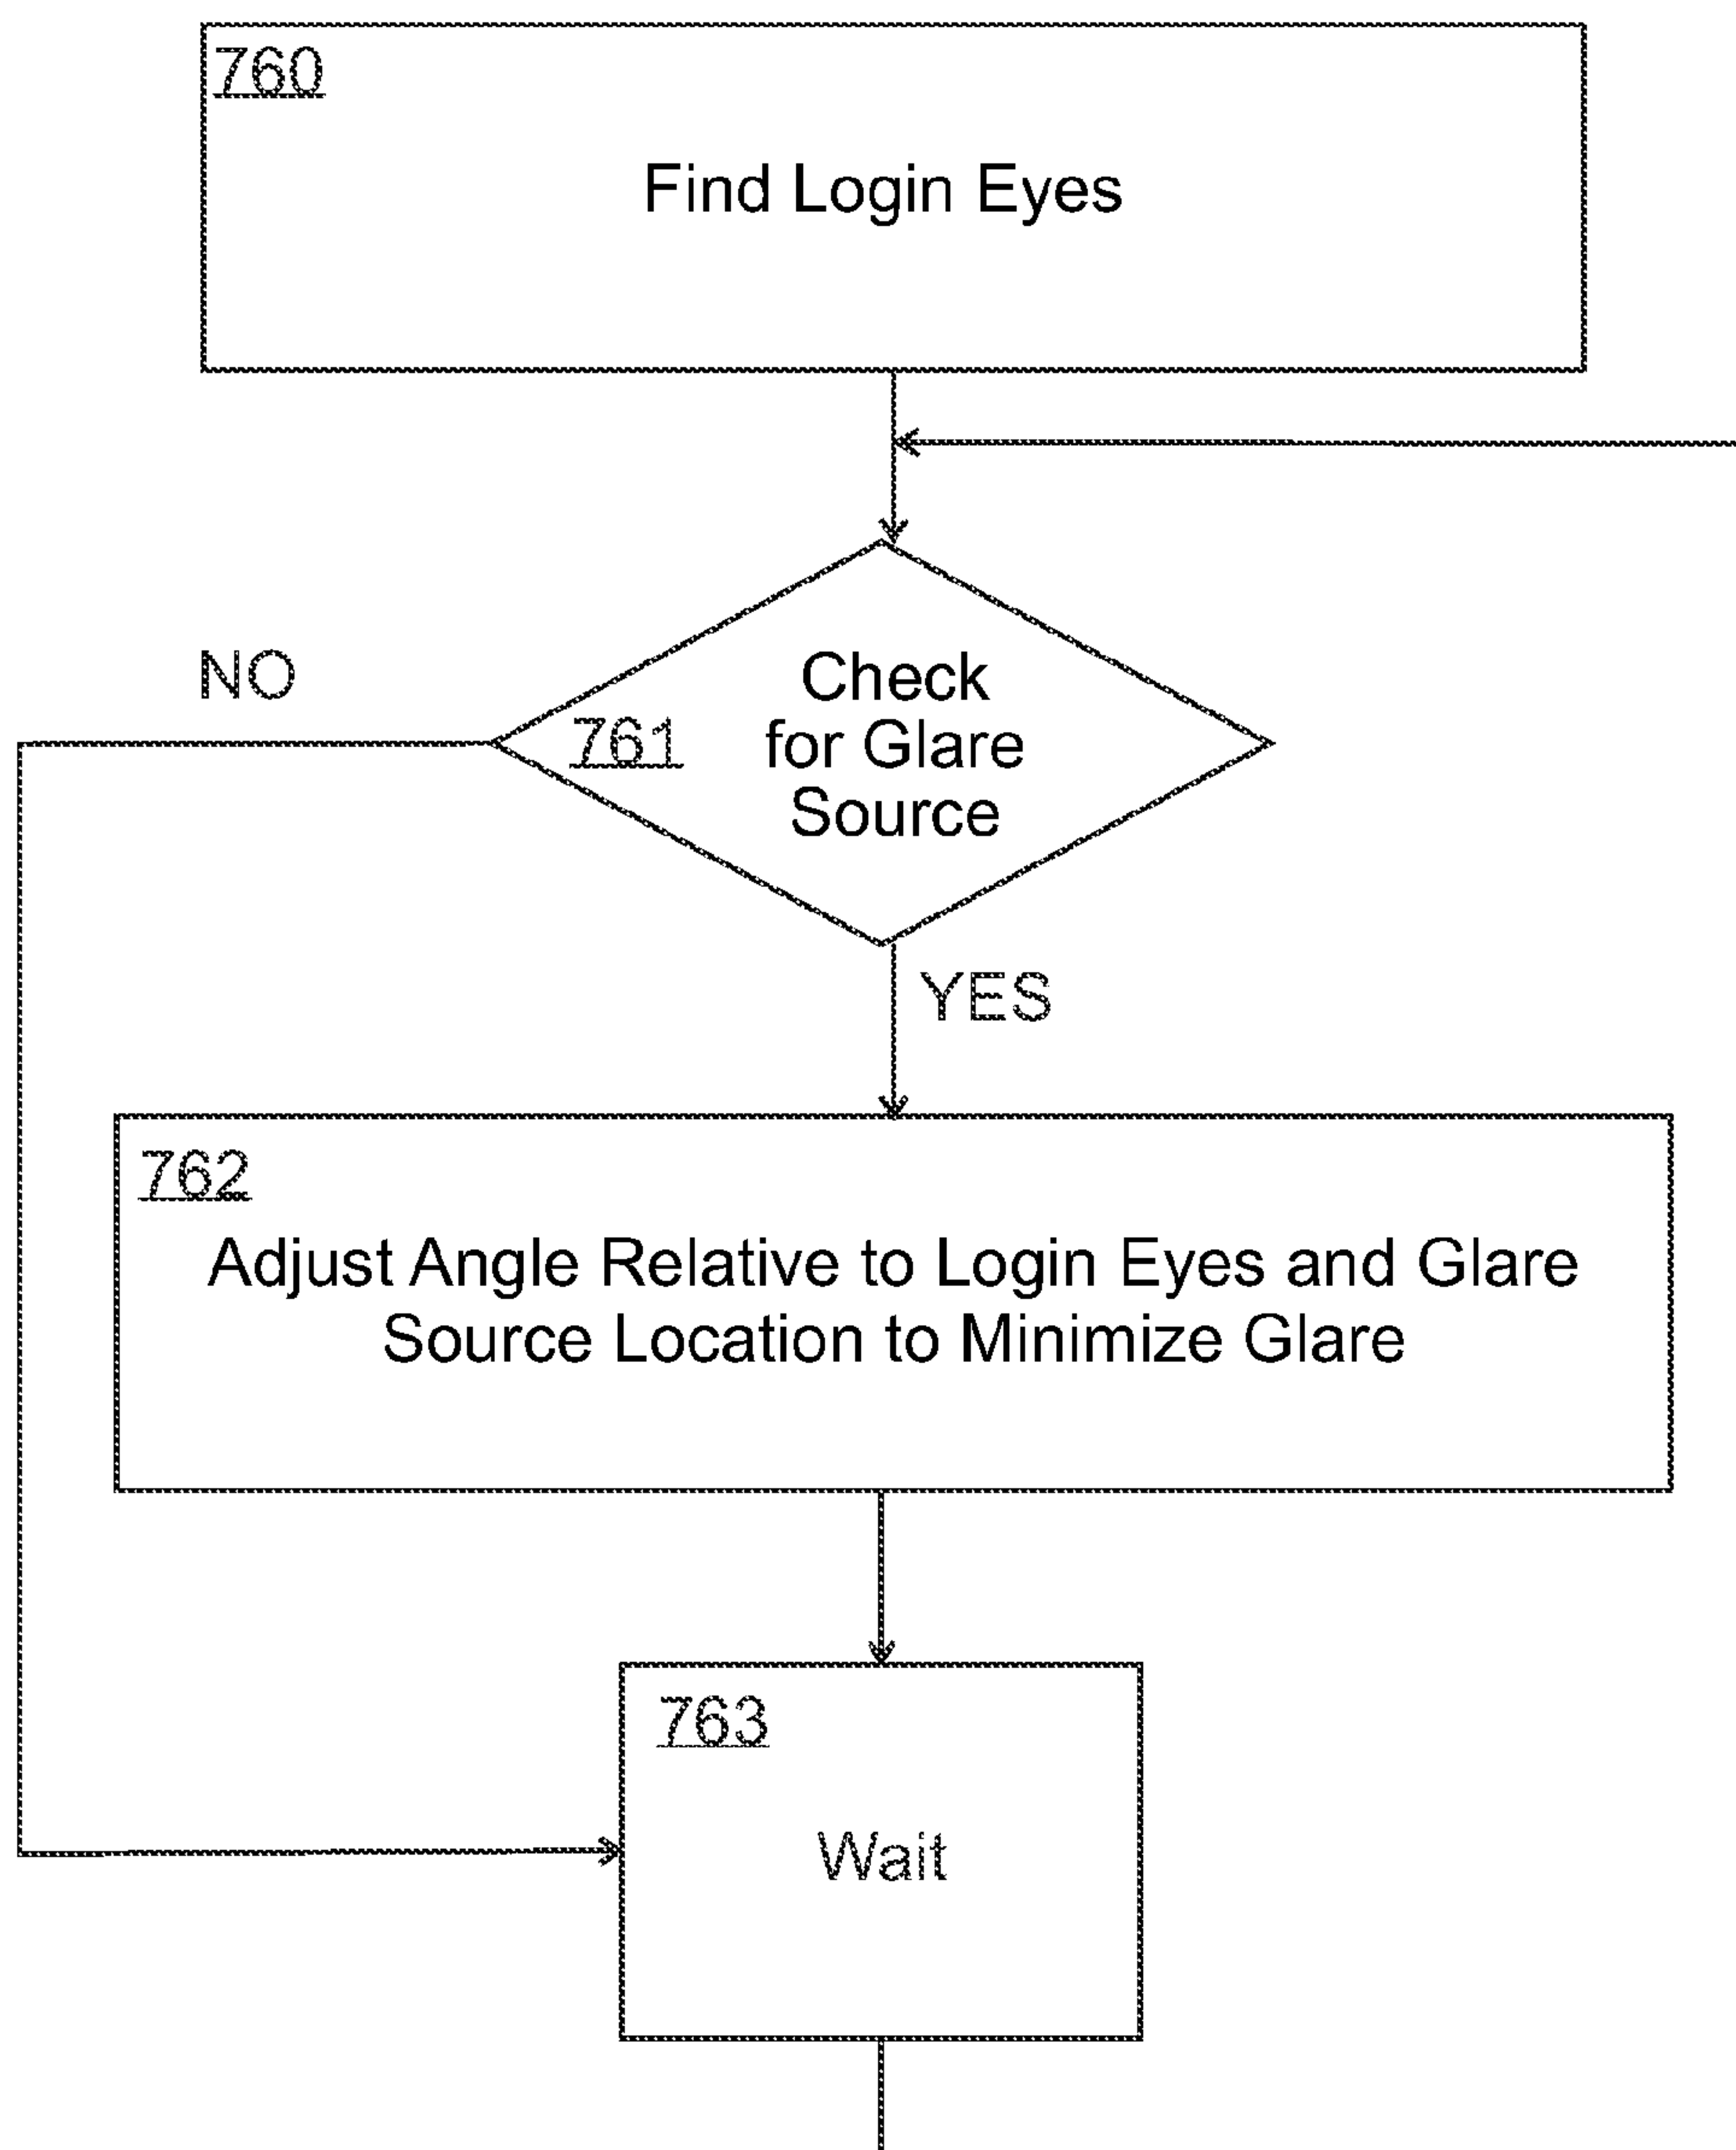 760
Find Login Eyes
NO
Check
761
for Glare
Source
YES
762
Adjust Angle Relative to Login Eyes and Glare
Source Location to Minimize Glare
763
Wait